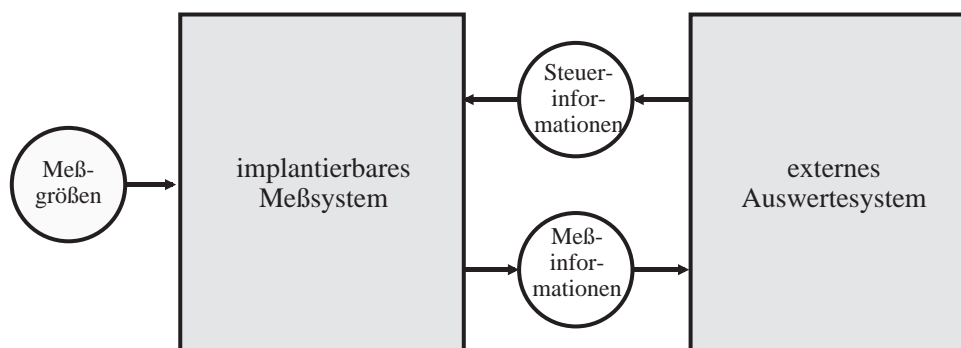 Meß-
größen
implantierbares
Meßsystem
Steuer-
infor-
mationen
Meß-
infor-
mationen
externes
Auswertesystem